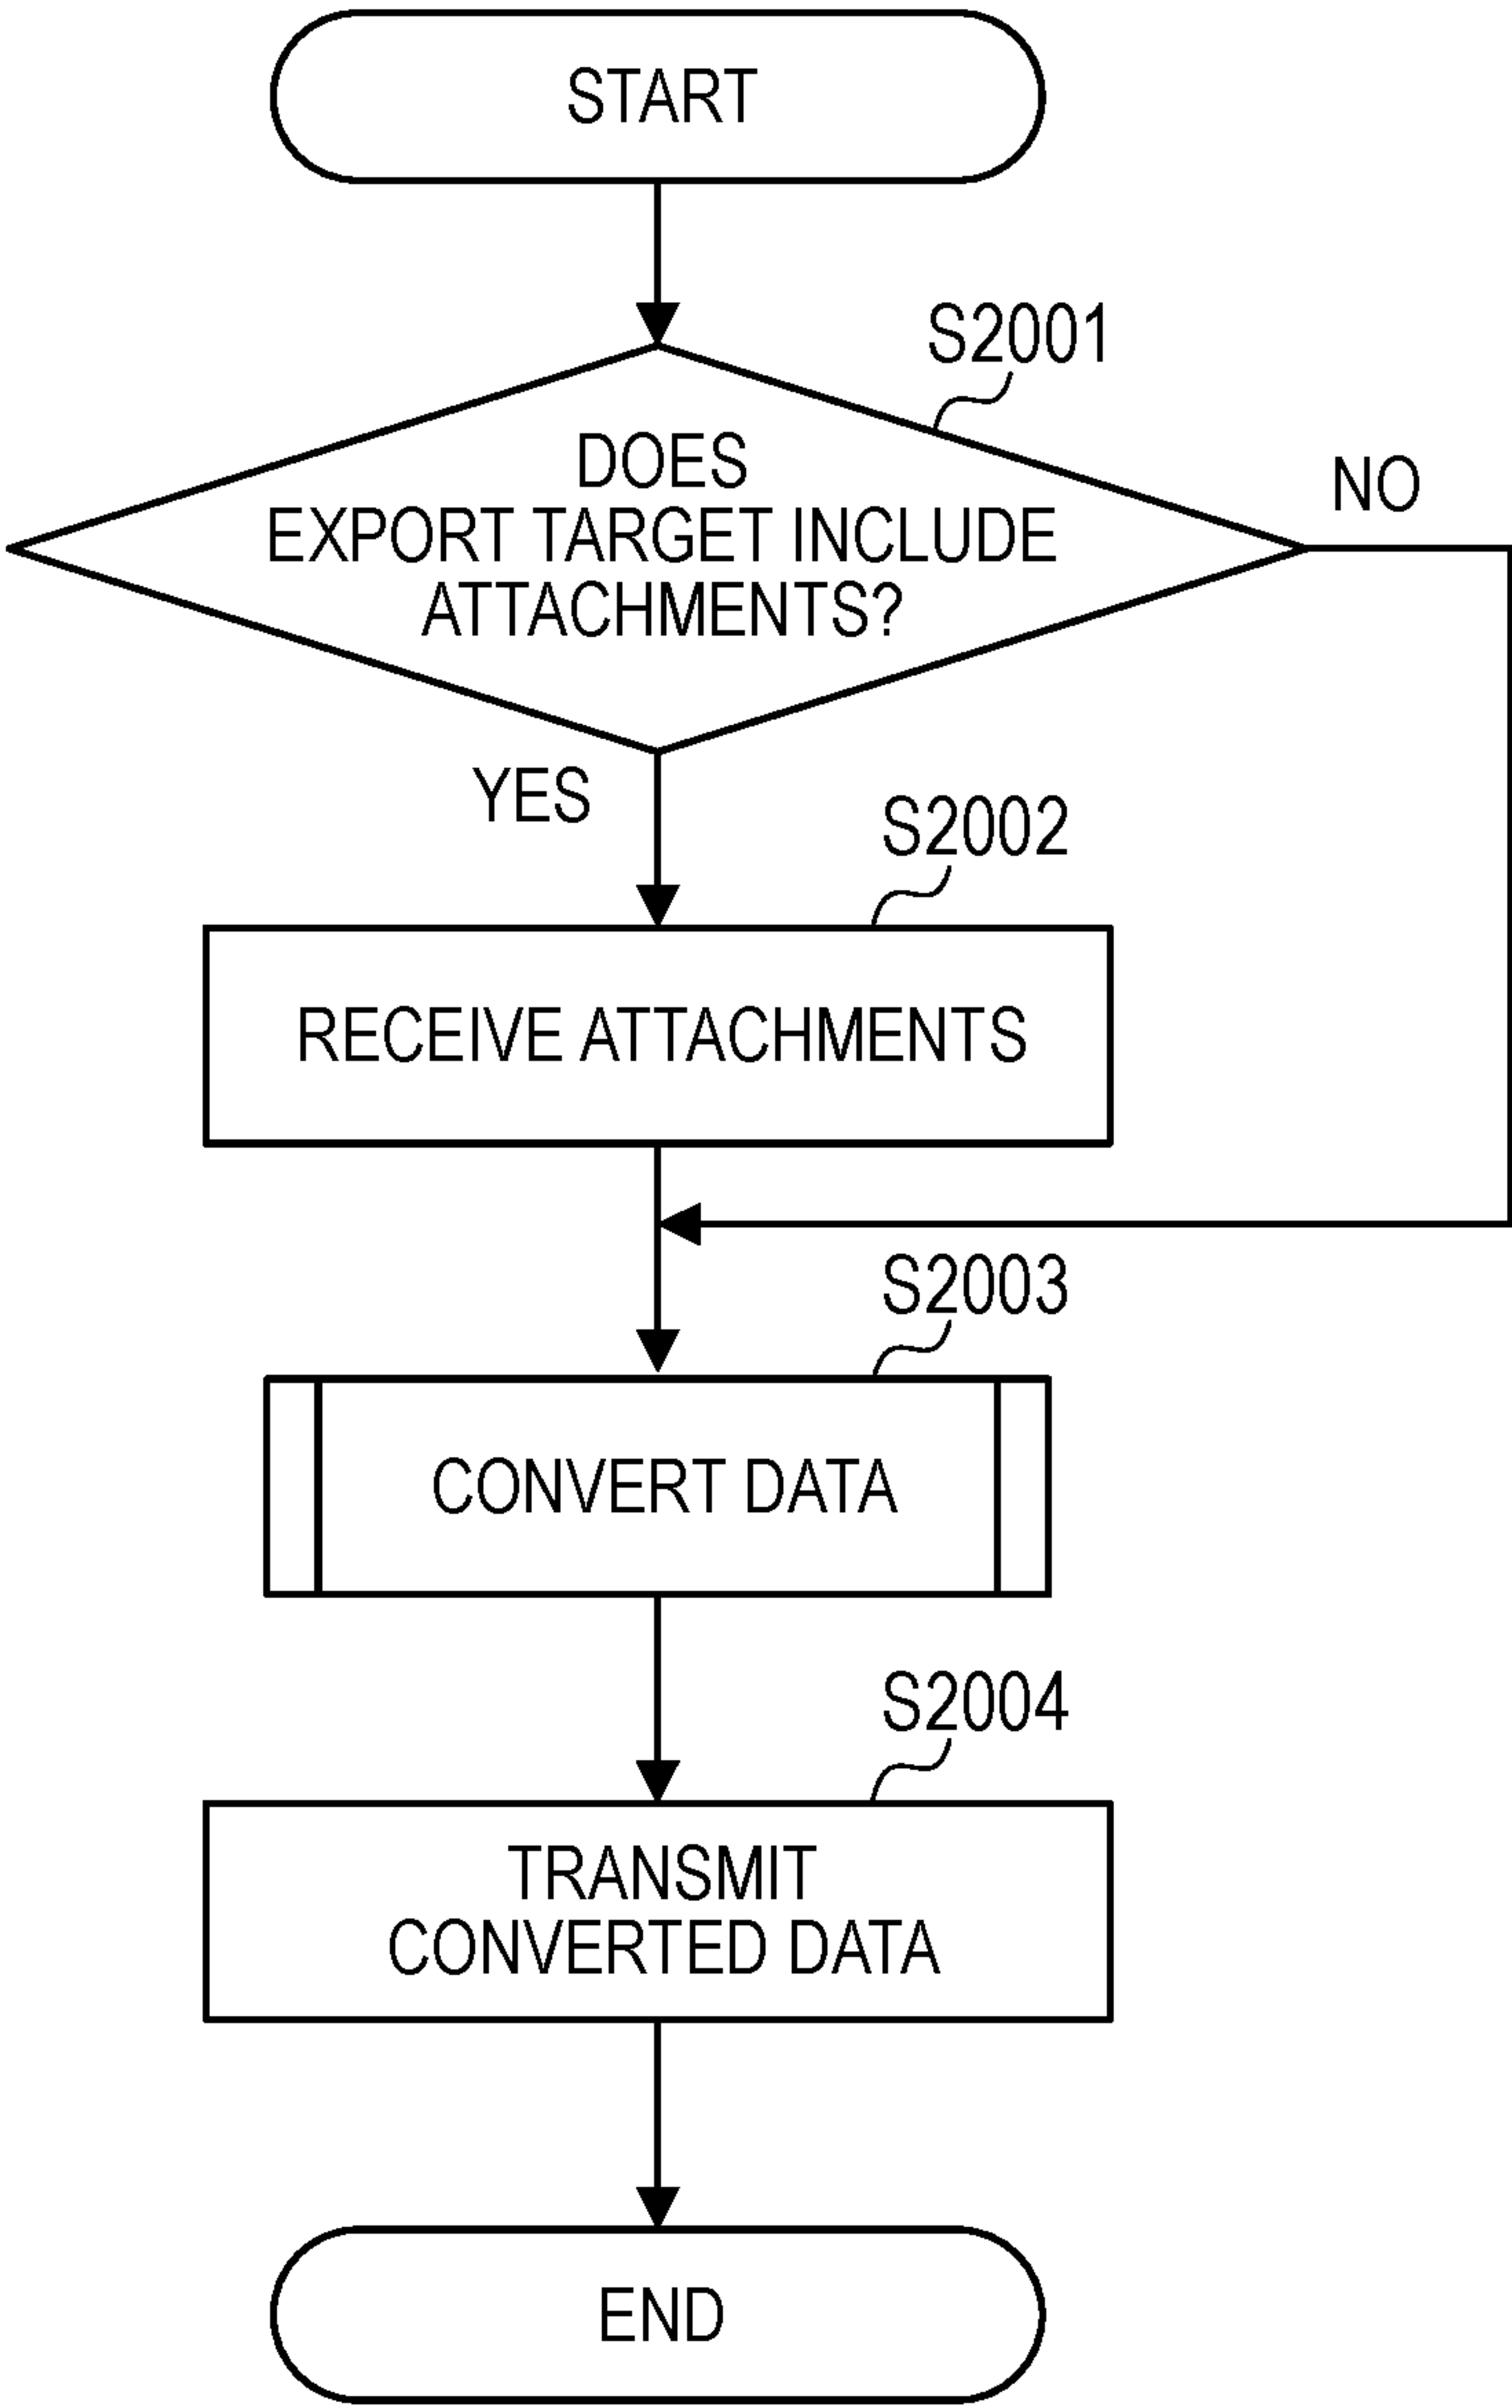 START
S2001
DOES
EXPORT TARGET INCLUDE
ATTACHMENTS?
NO
YES
S2002
RECEIVE ATTACHMENTS
S2003
CONVERT DATA
S2004
TRANSMIT
CONVERTED DATA
END